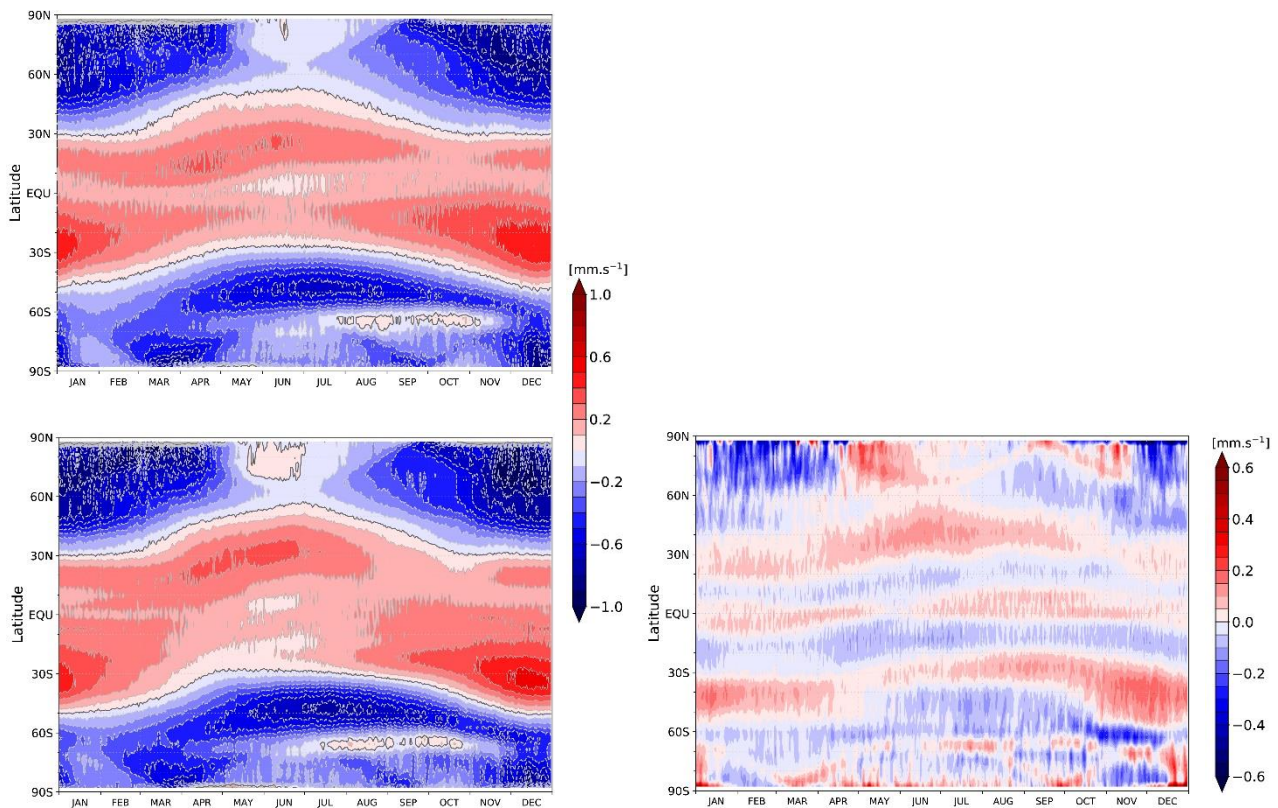 90N
60N
30N
EQU
30S
60S
90S
Latitude
JAN FEB MAR APR MAY JUN JUL AUG SEP OCT NOV DEC
[mm.s⁻¹]
1.0
0.6
0.2
−0.2
−0.6
−1.0
90N
60N
30N
EQU
30S
60S
90S
Latitude
JAN FEB MAR APR MAY JUN JUL AUG SEP OCT NOV DEC
90N
60N
30N
EQU
30S
60S
90S
Latitude
JAN FEB MAR APR MAY JUN JUL AUG SEP OCT NOV DEC
[mm.s⁻¹]
0.6
0.4
0.2
0.0
−0.2
−0.4
−0.6